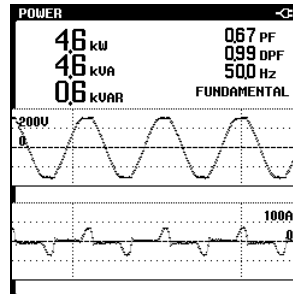 POWER
4.6 kW
0.67 PF
4.6 kVA
0.99 DPF
0.6 kVAR
50.0 Hz
FUNDAMENTAL
200V
0
100A
0